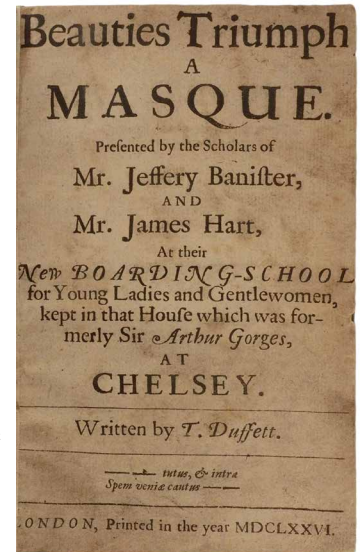 Beauties Triumph
A
MASQUE.
Preſented by the Scholars of
Mr. Jeffery Baniſter,
AND
Mr. James Hart,
At their
New BOARDING-SCHOOL
for Young Ladies and Gentlewomen,
kept in that Houſe which was for-
merly Sir Arthur Gorges,
AT
CHELSEY.
Written by T. Duffett.
tutus, & intra
Spem veniæ cautus
LONDON, Printed in the year MDCLXXVI.